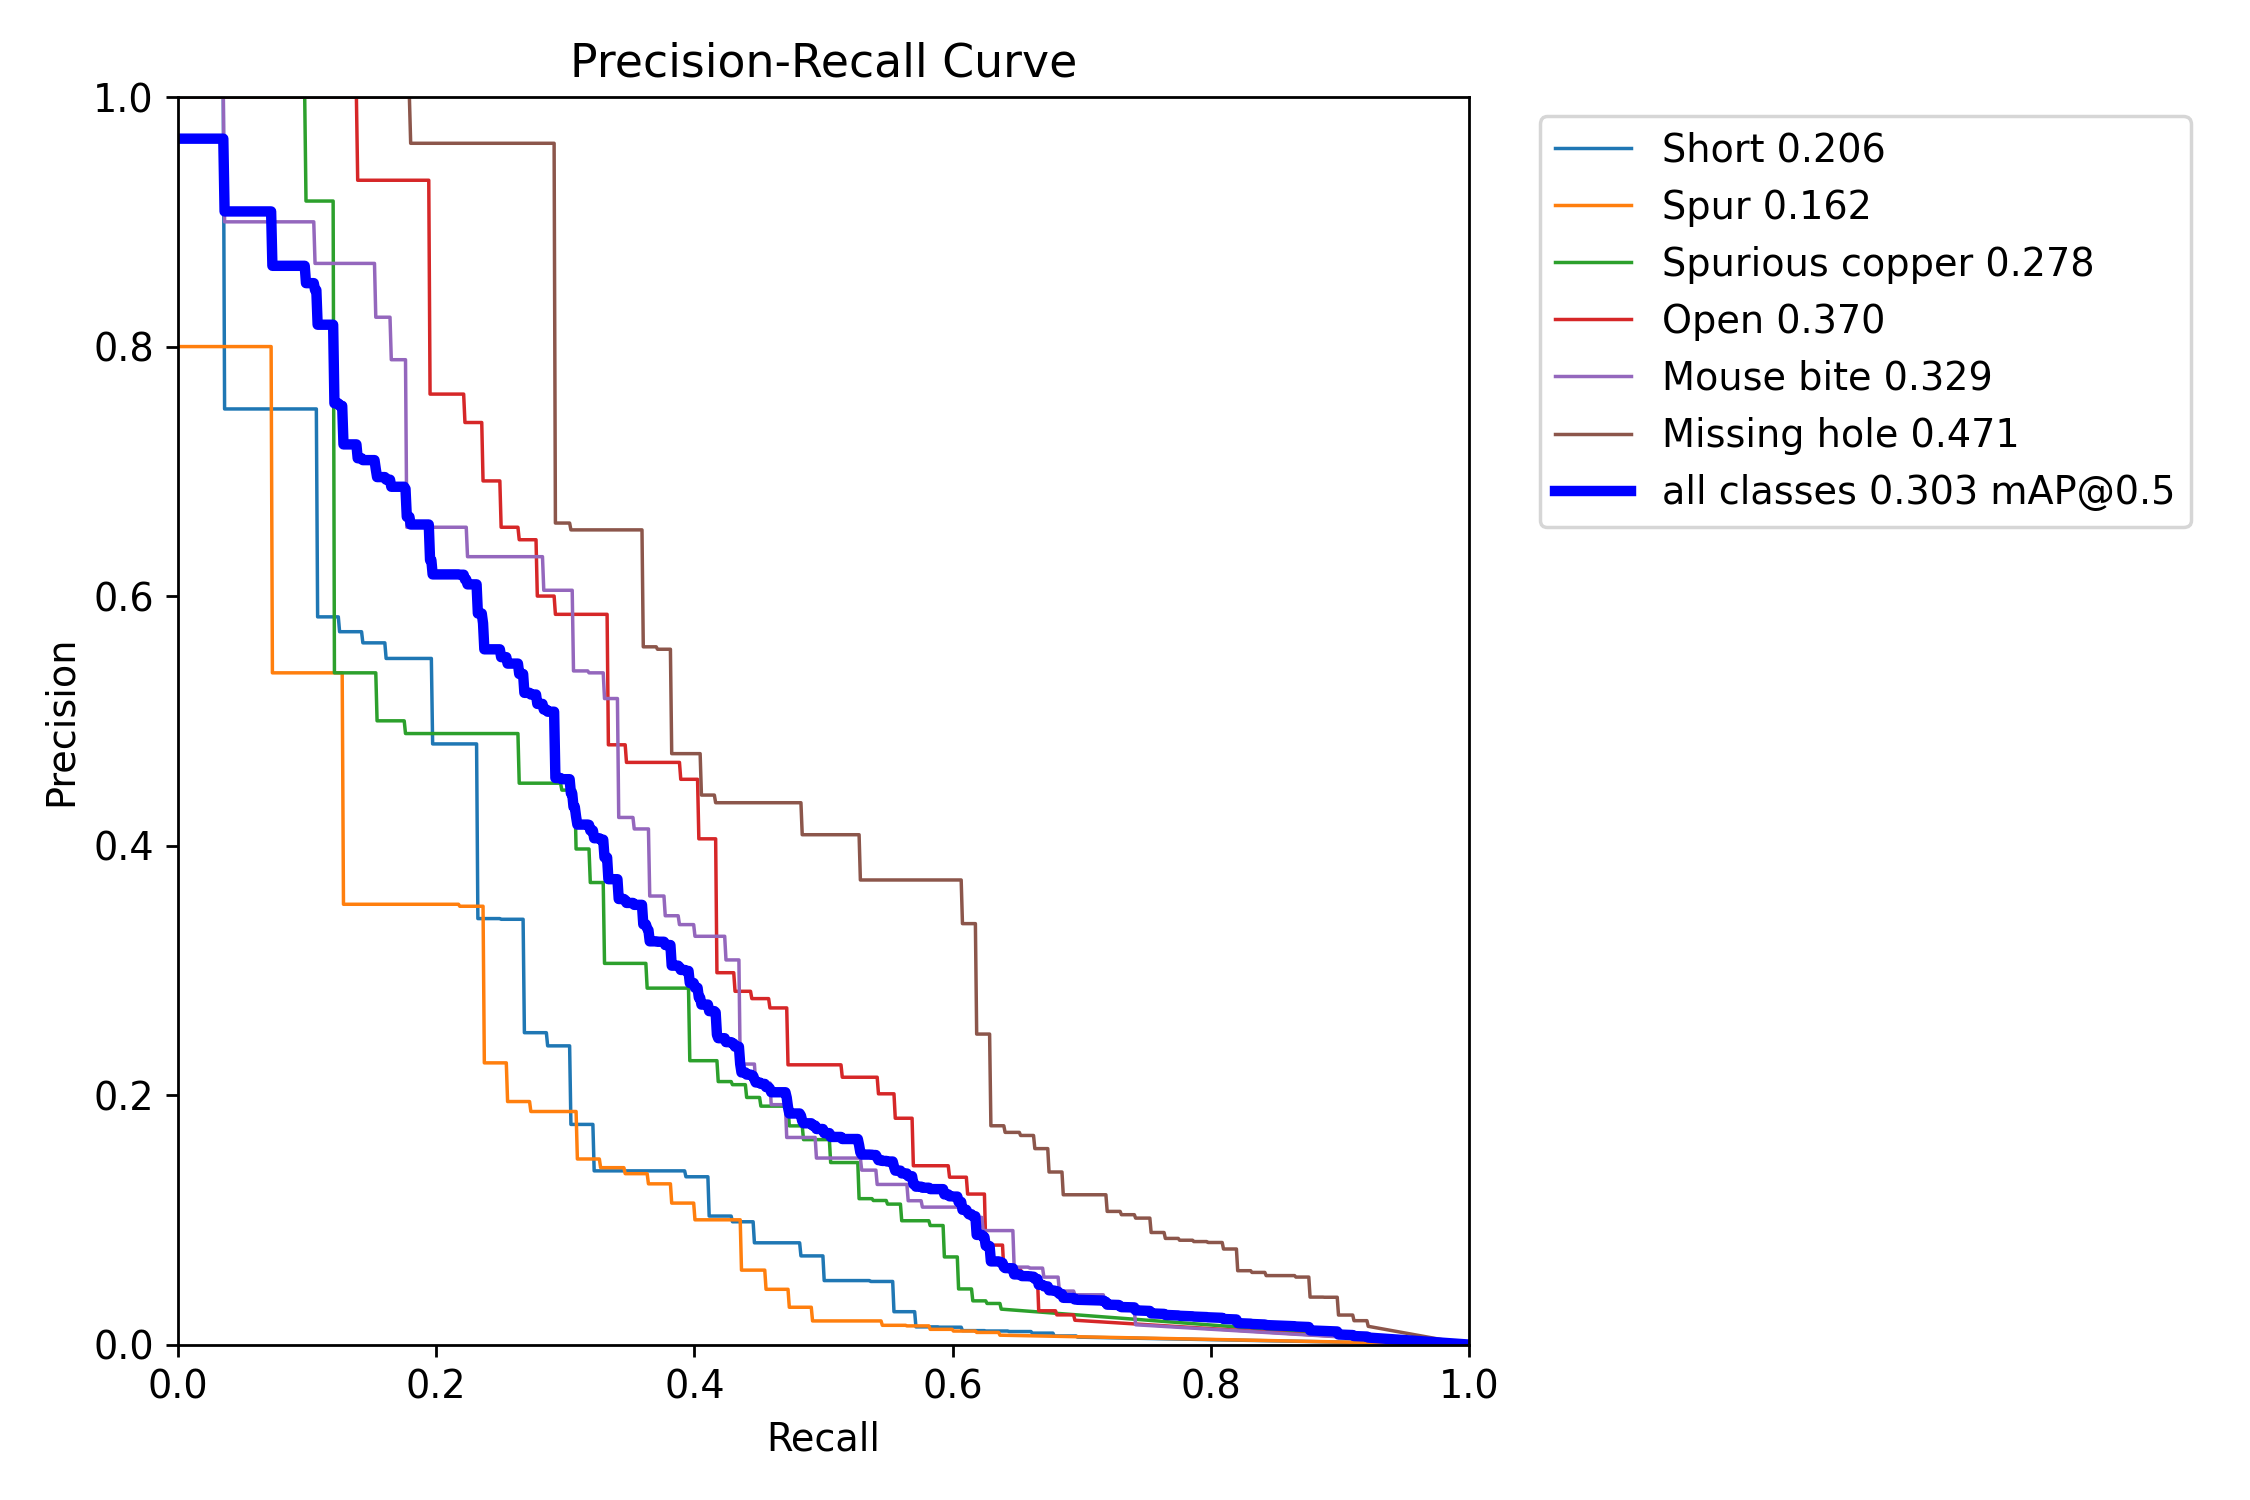 Precision-Recall Curve
1.0
0.8
0.6
0.4
0.2
0.0
Precision
0.0 0.2 0.4 0.6 0.8 1.0
Recall
Short 0.206
Spur 0.162
Spurious copper 0.278
Open 0.370
Mouse bite 0.329
Missing hole 0.471
all classes 0.303 mAP@0.5